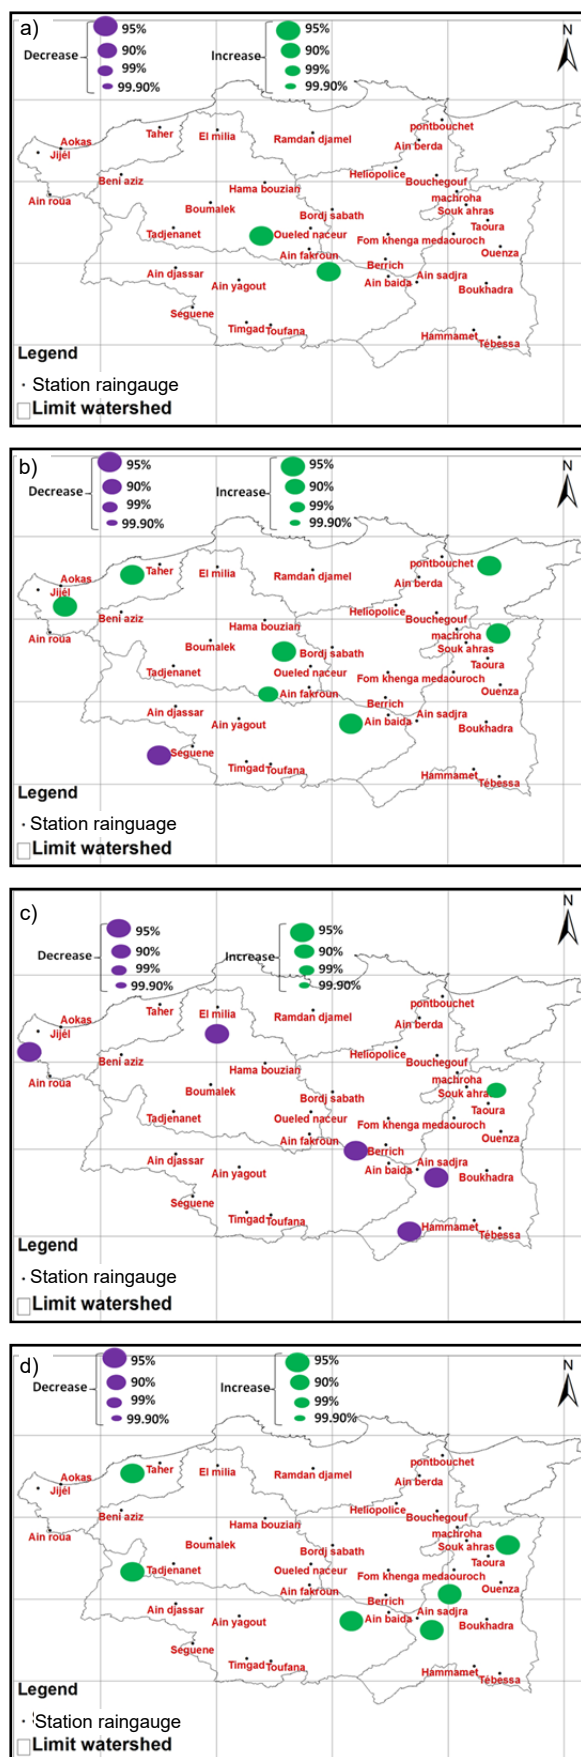 a)
N
Decrease
95%
90%
99%
99.90%
Increase
95%
90%
99%
99.90%
pontbouchet
Taher
El milia
Ramdan djamel
Aokas
Ain berda
Jijél
Heliopolice
Beni aziz
Bouchegouf
Hama bouzian
machroha
Ain roua
Boumalek
Souk ahras
Bordj sabath
Taoura
Tadjenanet
Oueled naceur
Fom khenga medaourouch
Ouenza
Ain fakroun
Berrich
Ain djassar
Ain yagout
Ain baida
Ain sadjra
Boukhadra
Séguene
Timgad
Toufana
Hammamet
Tébessa
Legend
Station raingauge
Limit watershed
b)
N
Decrease
95%
90%
99%
99.90%
Increase
95%
90%
99%
99.90%
pontbouchet
Taher
El milia
Ramdan djamel
Aokas
Ain berda
Jijél
Heliopolice
Beni aziz
Bouchegouf
Hama bouzian
machroha
Ain roua
Boumalek
Souk ahras
Bordj sabath
Taoura
Tadjenanet
Oueled naceur
Fom khenga medaourouch
Ouenza
Ain fakroun
Berrich
Ain djassar
Ain yagout
Ain baida
Ain sadjra
Boukhadra
Séguene
Timgad
Toufana
Hammamet
Tébessa
Legend
Station rainguage
Limit watershed
c)
N
Decrease
95%
90%
99%
99.90%
Increase
95%
90%
99%
99.90%
pontbouchet
Taher
El milia
Ramdan djamel
Aokas
Ain berda
Jijél
Heliopolice
Beni aziz
Bouchegouf
Hama bouzian
machroha
Ain roua
Boumalek
Souk ahras
Bordj sabath
Taoura
Tadjenanet
Oueled naceur
Fom khenga medaourouch
Ouenza
Ain fakroun
Berrich
Ain djassar
Ain yagout
Ain baida
Ain sadjra
Boukhadra
Séguene
Timgad
Toufana
Hammamet
Tébessa
Legend
Station raingauge
Limit watershed
d)
N
Decrease
95%
90%
99%
99.90%
Increase
95%
90%
99%
99.90%
pontbouchet
Taher
El milia
Ramdan djamel
Aokas
Ain berda
Jijél
Heliopolice
Beni aziz
Bouchegouf
Hama bouzian
machroha
Ain roua
Boumalek
Souk ahras
Bordj sabath
Taoura
Tadjenanet
Oueled naceur
Fom khenga medaourouch
Ouenza
Ain fakroun
Berrich
Ain djassar
Ain yagout
Ain baida
Ain sadjra
Boukhadra
Séguene
Timgad
Toufana
Hammamet
Tébessa
Legend
Station raingauge
Limit watershed